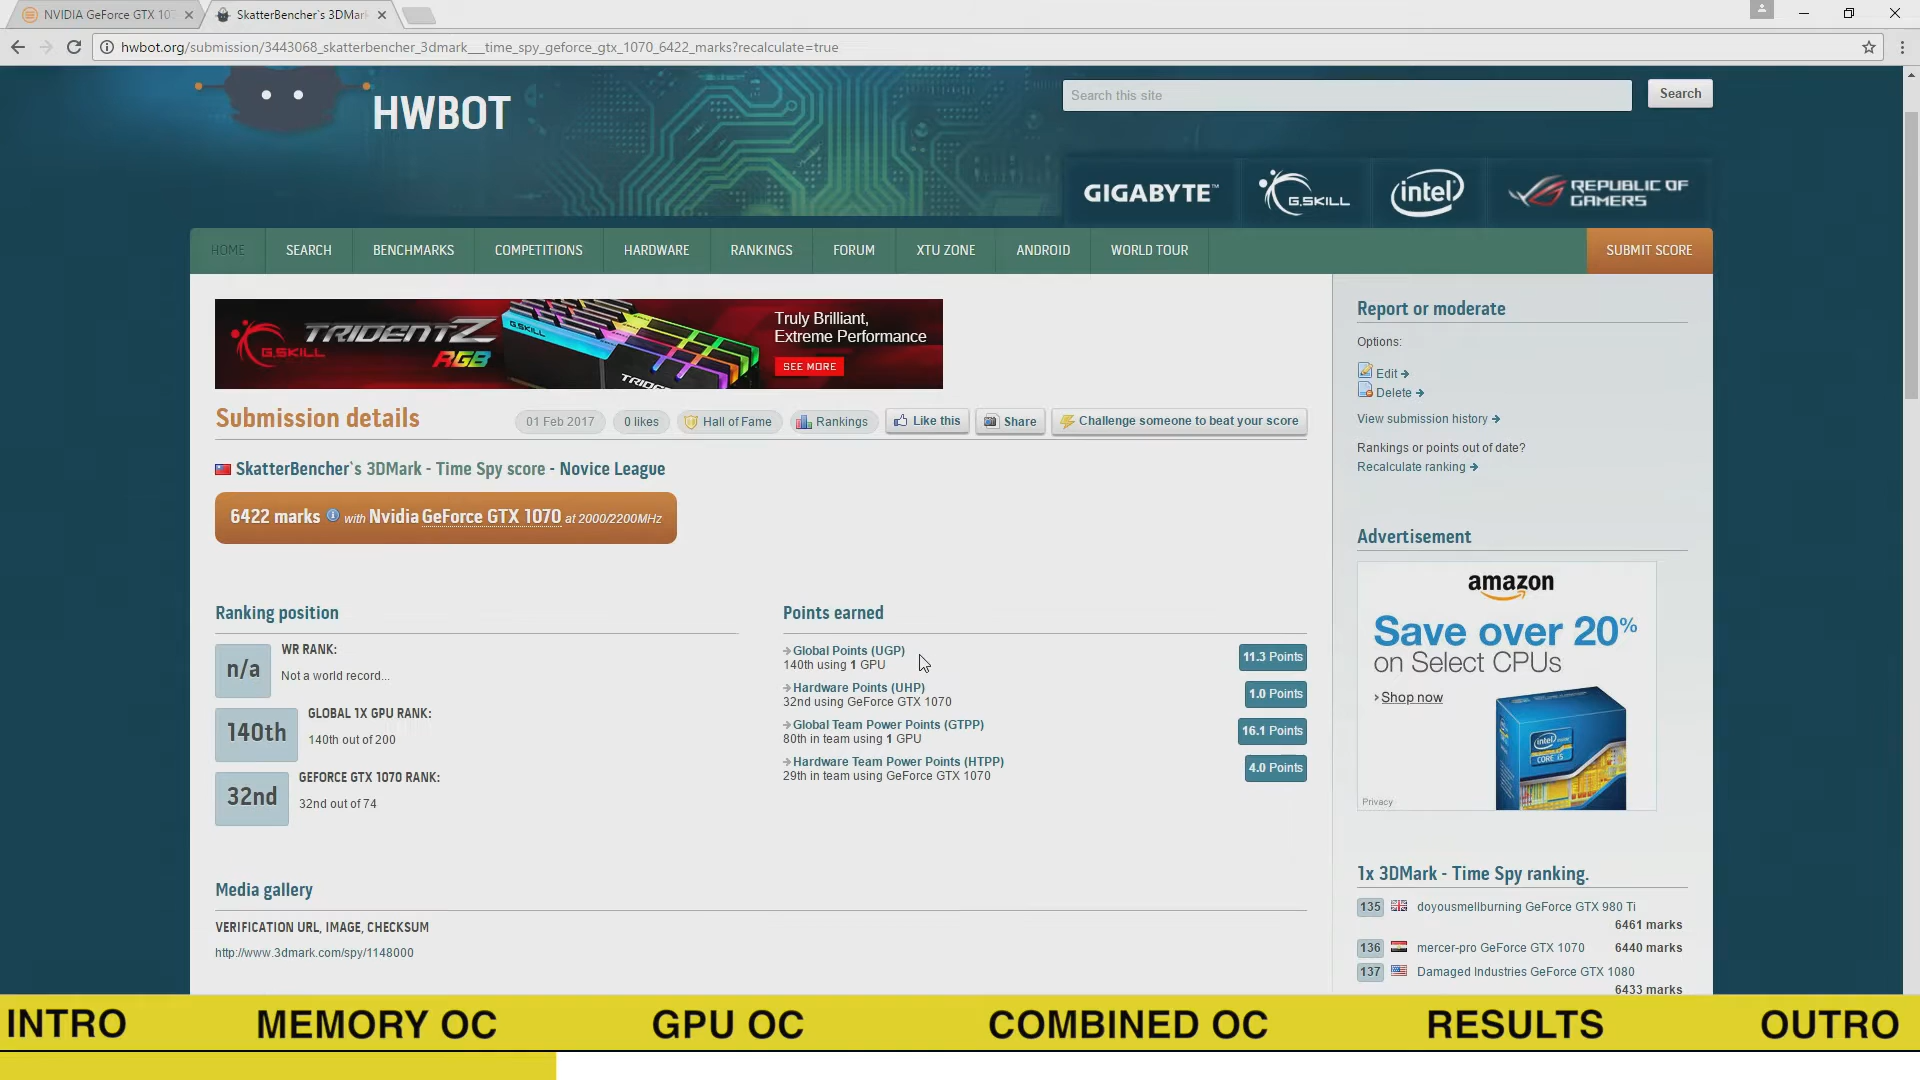 NVIDIA GeForce GTX 10
SkatterBencher`s 3DMark
hwbot.org/submission/3443068_skatterbencher_3dmark___time_spy_geforce_gtx_1070_6422_marks?recalculate=true
HWBOT
Search this site
Search
GIGABYTE™
G.SKILL
intel
REPUBLIC OF GAMERS
HOME
SEARCH
BENCHMARKS
COMPETITIONS
HARDWARE
RANKINGS
FORUM
XTU ZONE
ANDROID
WORLD TOUR
SUBMIT SCORE
G.SKILL
TRIDENTZ
RGB
G.SKILL
TRIDENTZ
Truly Brilliant,
Extreme Performance
SEE MORE
Submission details
01 Feb 2017
0 likes
Hall of Fame
Rankings
Like this
Share
Challenge someone to beat your score
SkatterBencher`s 3DMark - Time Spy score - Novice League
6422 marks with Nvidia GeForce GTX 1070 at 2000/2200MHz
Ranking position
n/a
WR RANK:
Not a world record...
140th
GLOBAL 1X GPU RANK:
140th out of 200
32nd
GEFORCE GTX 1070 RANK:
32nd out of 74
Points earned
Global Points (UGP)
140th using 1 GPU
11.3 Points
Hardware Points (UHP)
32nd using GeForce GTX 1070
1.0 Points
Global Team Power Points (GTPP)
80th in team using 1 GPU
16.1 Points
Hardware Team Power Points (HTPP)
29th in team using GeForce GTX 1070
4.0 Points
Media gallery
VERIFICATION URL, IMAGE, CHECKSUM
http://www.3dmark.com/spy/1148000
Report or moderate
Options:
Edit
Delete
View submission history
Rankings or points out of date?
Recalculate ranking
Advertisement
amazon
Save over 20%
on Select CPUs
Shop now
intel
CORE i5
Privacy
1x 3DMark - Time Spy ranking.
135 doyousmellburning GeForce GTX 980 Ti
6461 marks
136 mercer-pro GeForce GTX 1070 6440 marks
137 Damaged Industries GeForce GTX 1080
6433 marks
INTRO
MEMORY OC
GPU OC
COMBINED OC
RESULTS
OUTRO